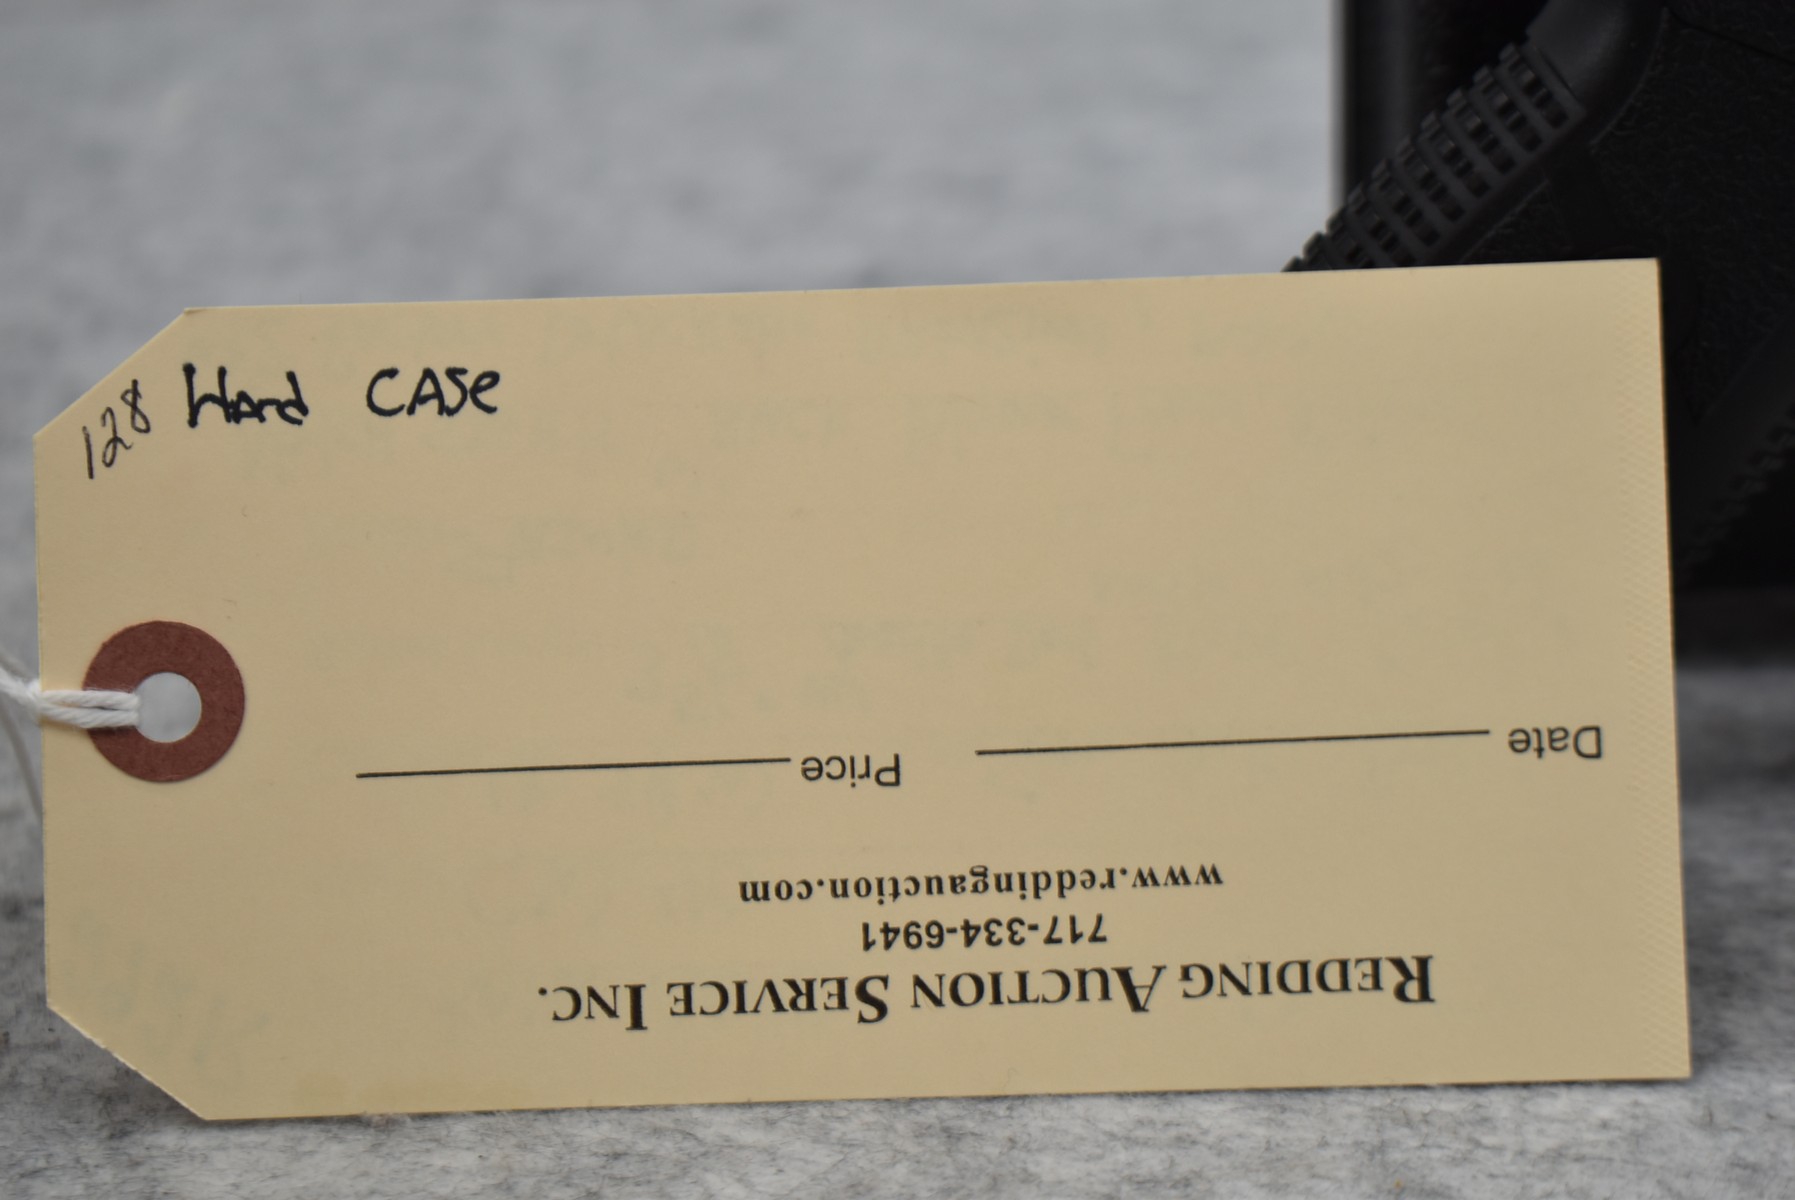 128 Hard CASe
REDDING AUCTION SERVICE INC.
717-334-6941
www.reddingauction.com
Date
Price